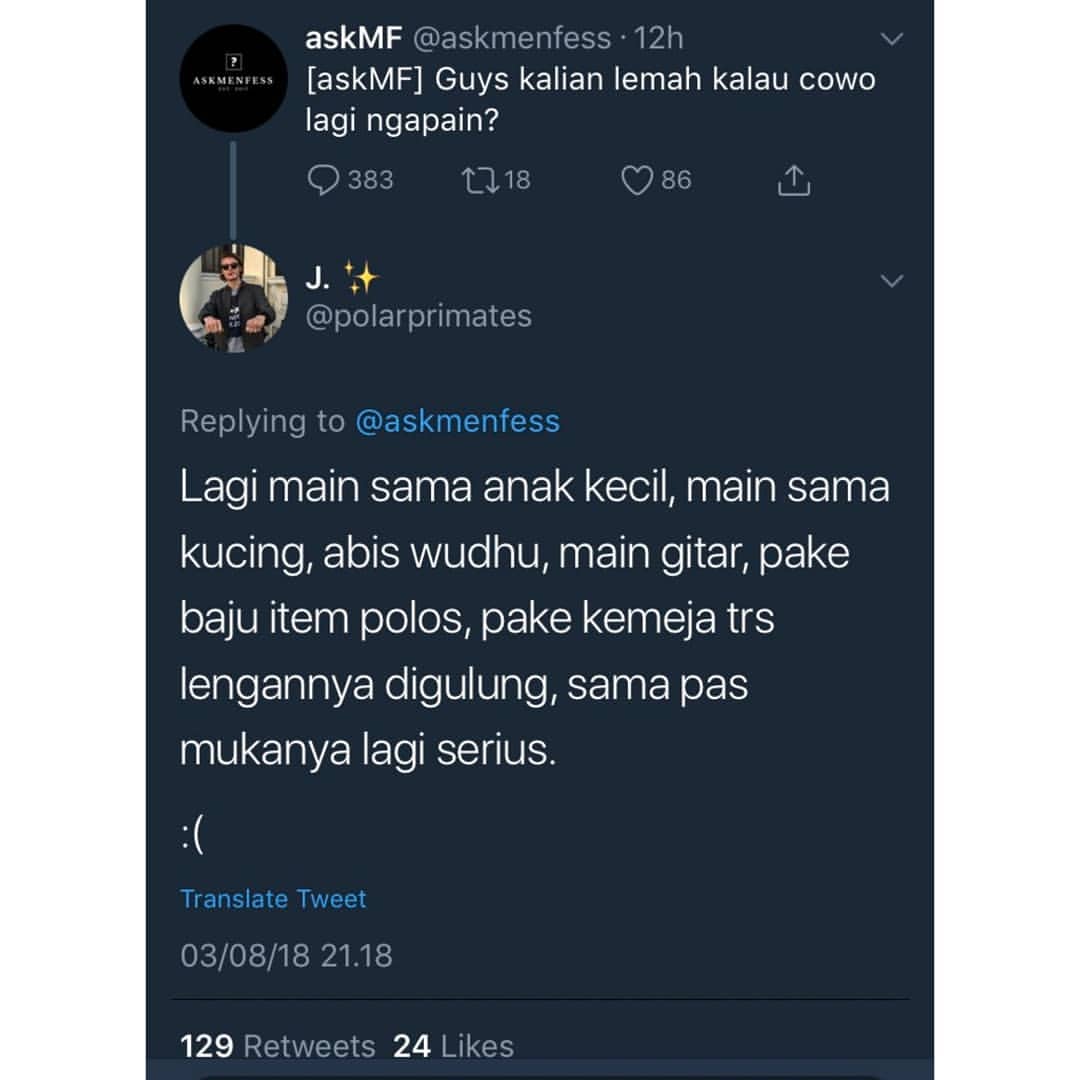 askMF @askmenfess · 12h
[askMF] Guys kalian lemah kalau cowo
lagi ngapain?
383 18 86
?
ASKMENFESS
J. ✨
@polarprimates
Replying to @askmenfess
Lagi main sama anak kecil, main sama
kucing, abis wudhu, main gitar, pake
baju item polos, pake kemeja trs
lengannya digulung, sama pas
mukanya lagi serius.
:(
Translate Tweet
03/08/18 21.18
129 Retweets 24 Likes